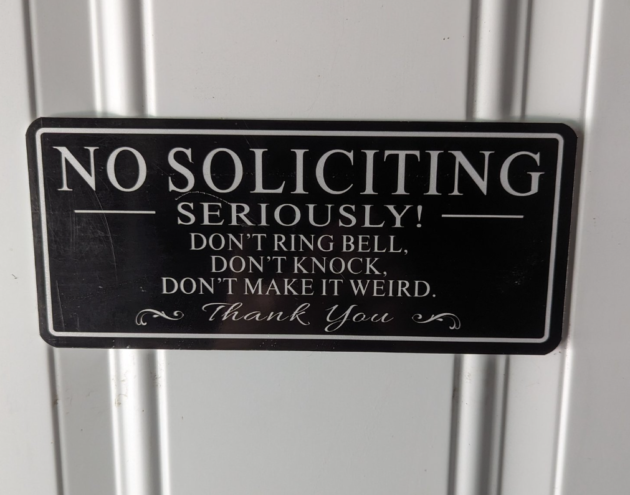 NO SOLICITING
SERIOUSLY!
DON'T RING BELL,
DON'T KNOCK,
DON'T MAKE IT WEIRD.
Thank You